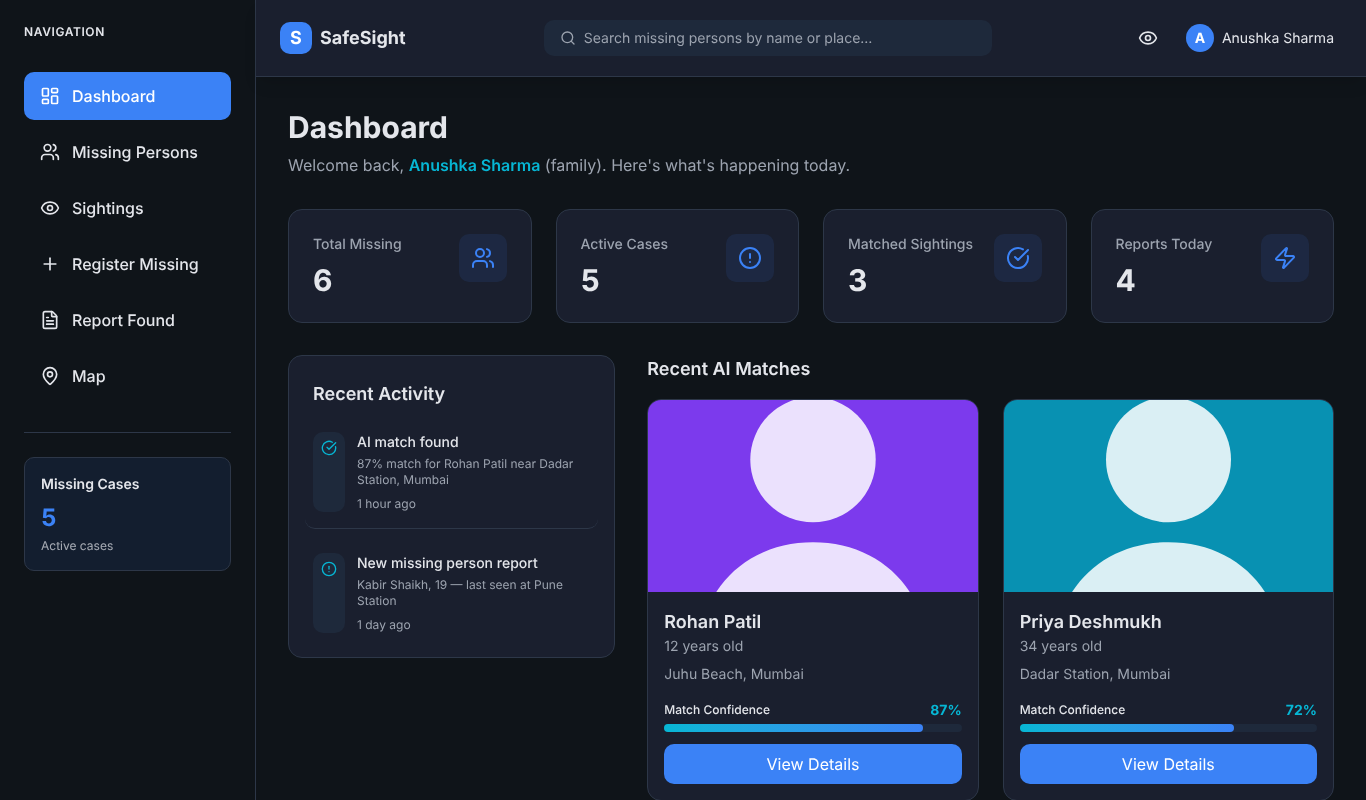 NAVIGATION
Dashboard
Missing Persons
Sightings
Register Missing
Report Found
Map
Missing Cases
5
Active cases
S SafeSight
Search missing persons by name or place...
A Anushka Sharma
Dashboard
Welcome back, Anushka Sharma (family). Here's what's happening today.
Total Missing
6
Active Cases
5
Matched Sightings
3
Reports Today
4
Recent Activity
AI match found
87% match for Rohan Patil near Dadar
Station, Mumbai
1 hour ago
New missing person report
Kabir Shaikh, 19 — last seen at Pune
Station
1 day ago
Recent AI Matches
Rohan Patil
12 years old
Juhu Beach, Mumbai
Match Confidence 87%
View Details
Priya Deshmukh
34 years old
Dadar Station, Mumbai
Match Confidence 72%
View Details